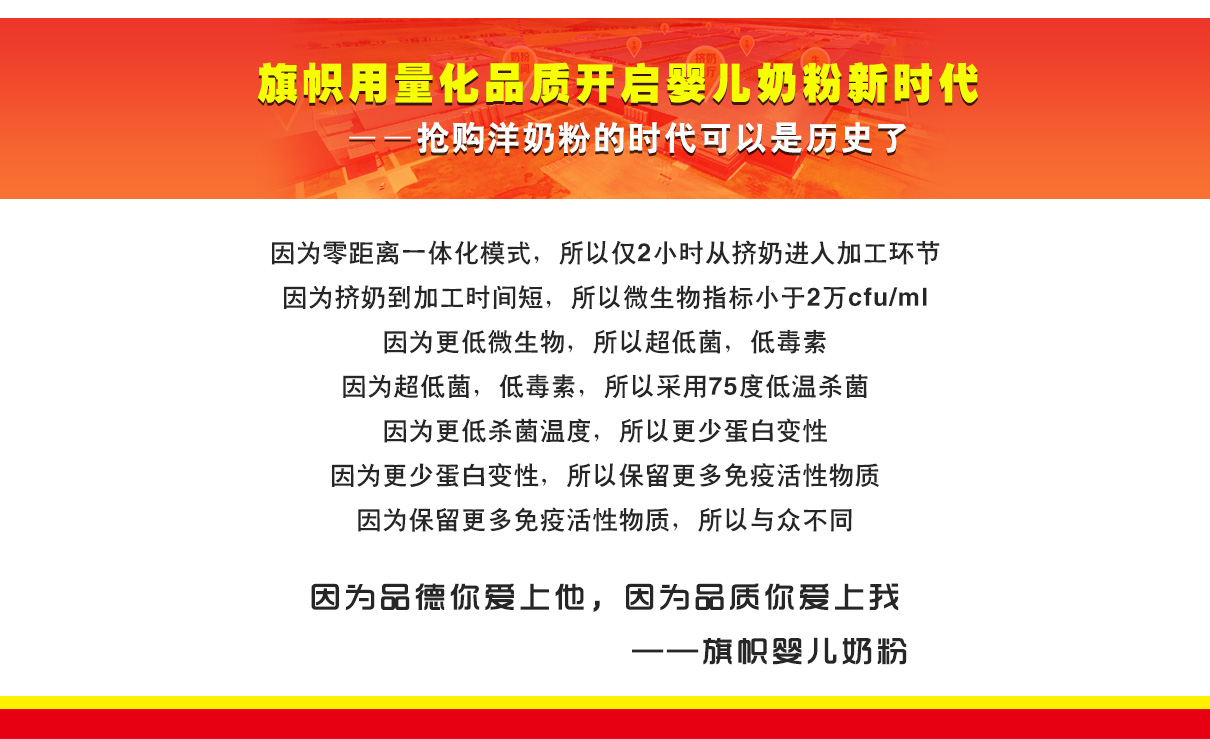 旗帜用量化品质开启婴儿奶粉新时代
——抢购洋奶粉的时代可以是历史了
因为零距离一体化模式，所以仅2小时从挤奶进入加工环节
因为挤奶到加工时间短，所以微生物指标小于2万cfu/ml
因为更低微生物，所以超低菌，低毒素
因为超低菌，低毒素，所以采用75度低温杀菌
因为更低杀菌温度，所以更少蛋白变性
因为更少蛋白变性，所以保留更多免疫活性物质
因为保留更多免疫活性物质，所以与众不同
因为品德你爱上他，因为品质你爱上我
——旗帜婴儿奶粉